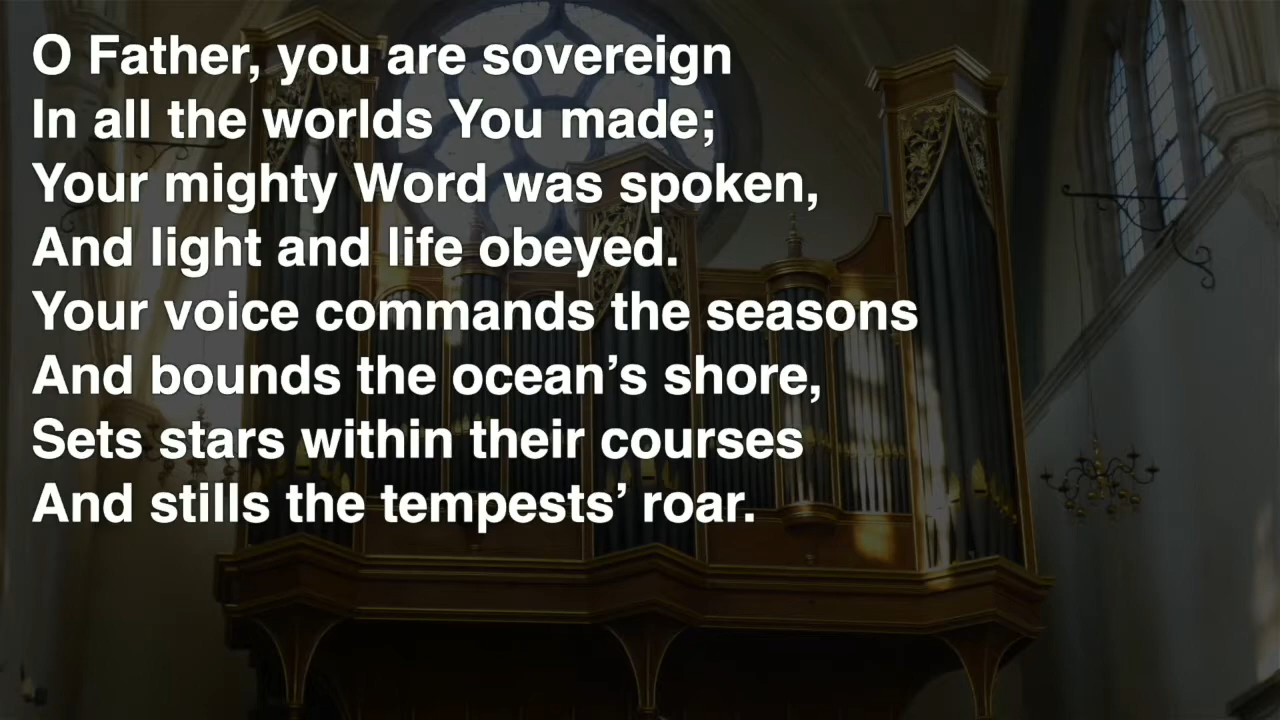 O Father, you are sovereign
In all the worlds You made;
Your mighty Word was spoken,
And light and life obeyed.
Your voice commands the seasons
And bounds the ocean’s shore,
Sets stars within their courses
And stills the tempests’ roar.